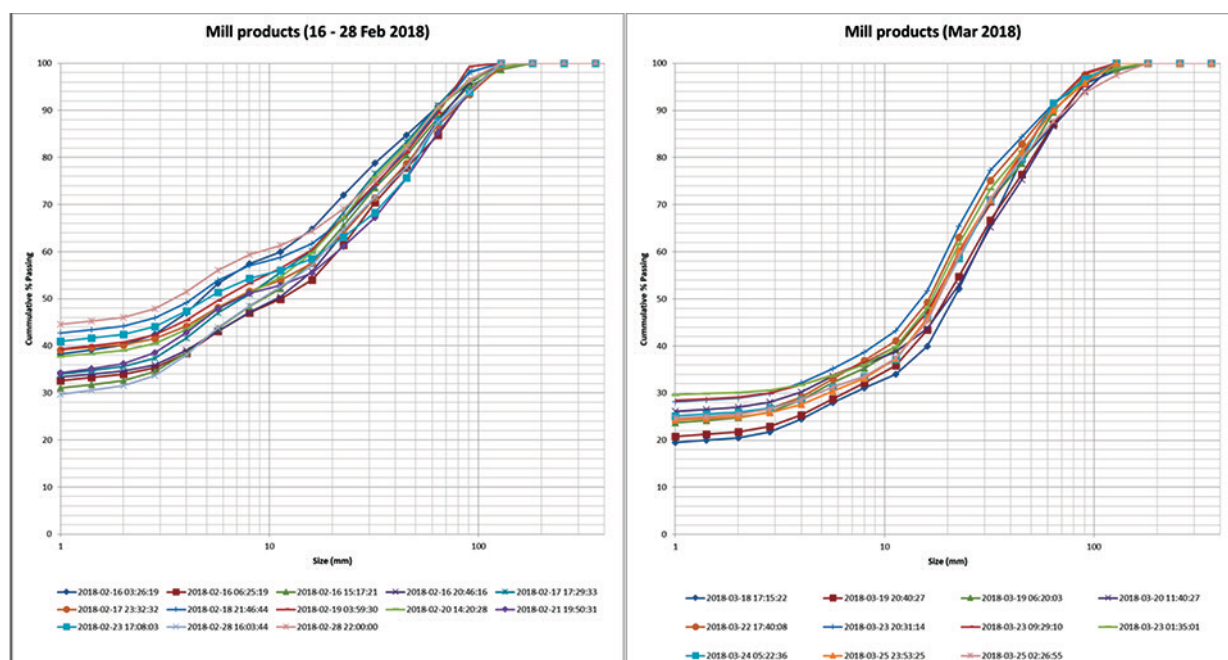 Mill products (16 - 28 Feb 2018)
Cummulative % Passing
100
90
80
70
60
50
40
30
20
10
0
1 10 100
Size (mm)
2018-02-16 03:26:19 2018-02-16 06:25:19 2018-02-16 15:17:21 2018-02-16 20:46:16 2018-02-17 17:29:33
2018-02-17 23:32:32 2018-02-18 21:46:44 2018-02-19 03:59:30 2018-02-20 14:20:28 2018-02-21 19:50:31
2018-02-23 17:08:03 2018-02-28 16:03:44 2018-02-28 22:00:00
Mill products (Mar 2018)
Cummulative % Passing
100
90
80
70
60
50
40
30
20
10
0
1 10 100
Size (mm)
2018-03-18 17:15:22 2018-03-19 20:40:27 2018-03-19 06:20:03 2018-03-20 11:40:27
2018-03-22 17:40:08 2018-03-23 20:31:14 2018-03-23 09:29:10 2018-03-23 01:35:01
2018-03-24 05:22:36 2018-03-25 23:53:25 2018-03-25 02:26:55